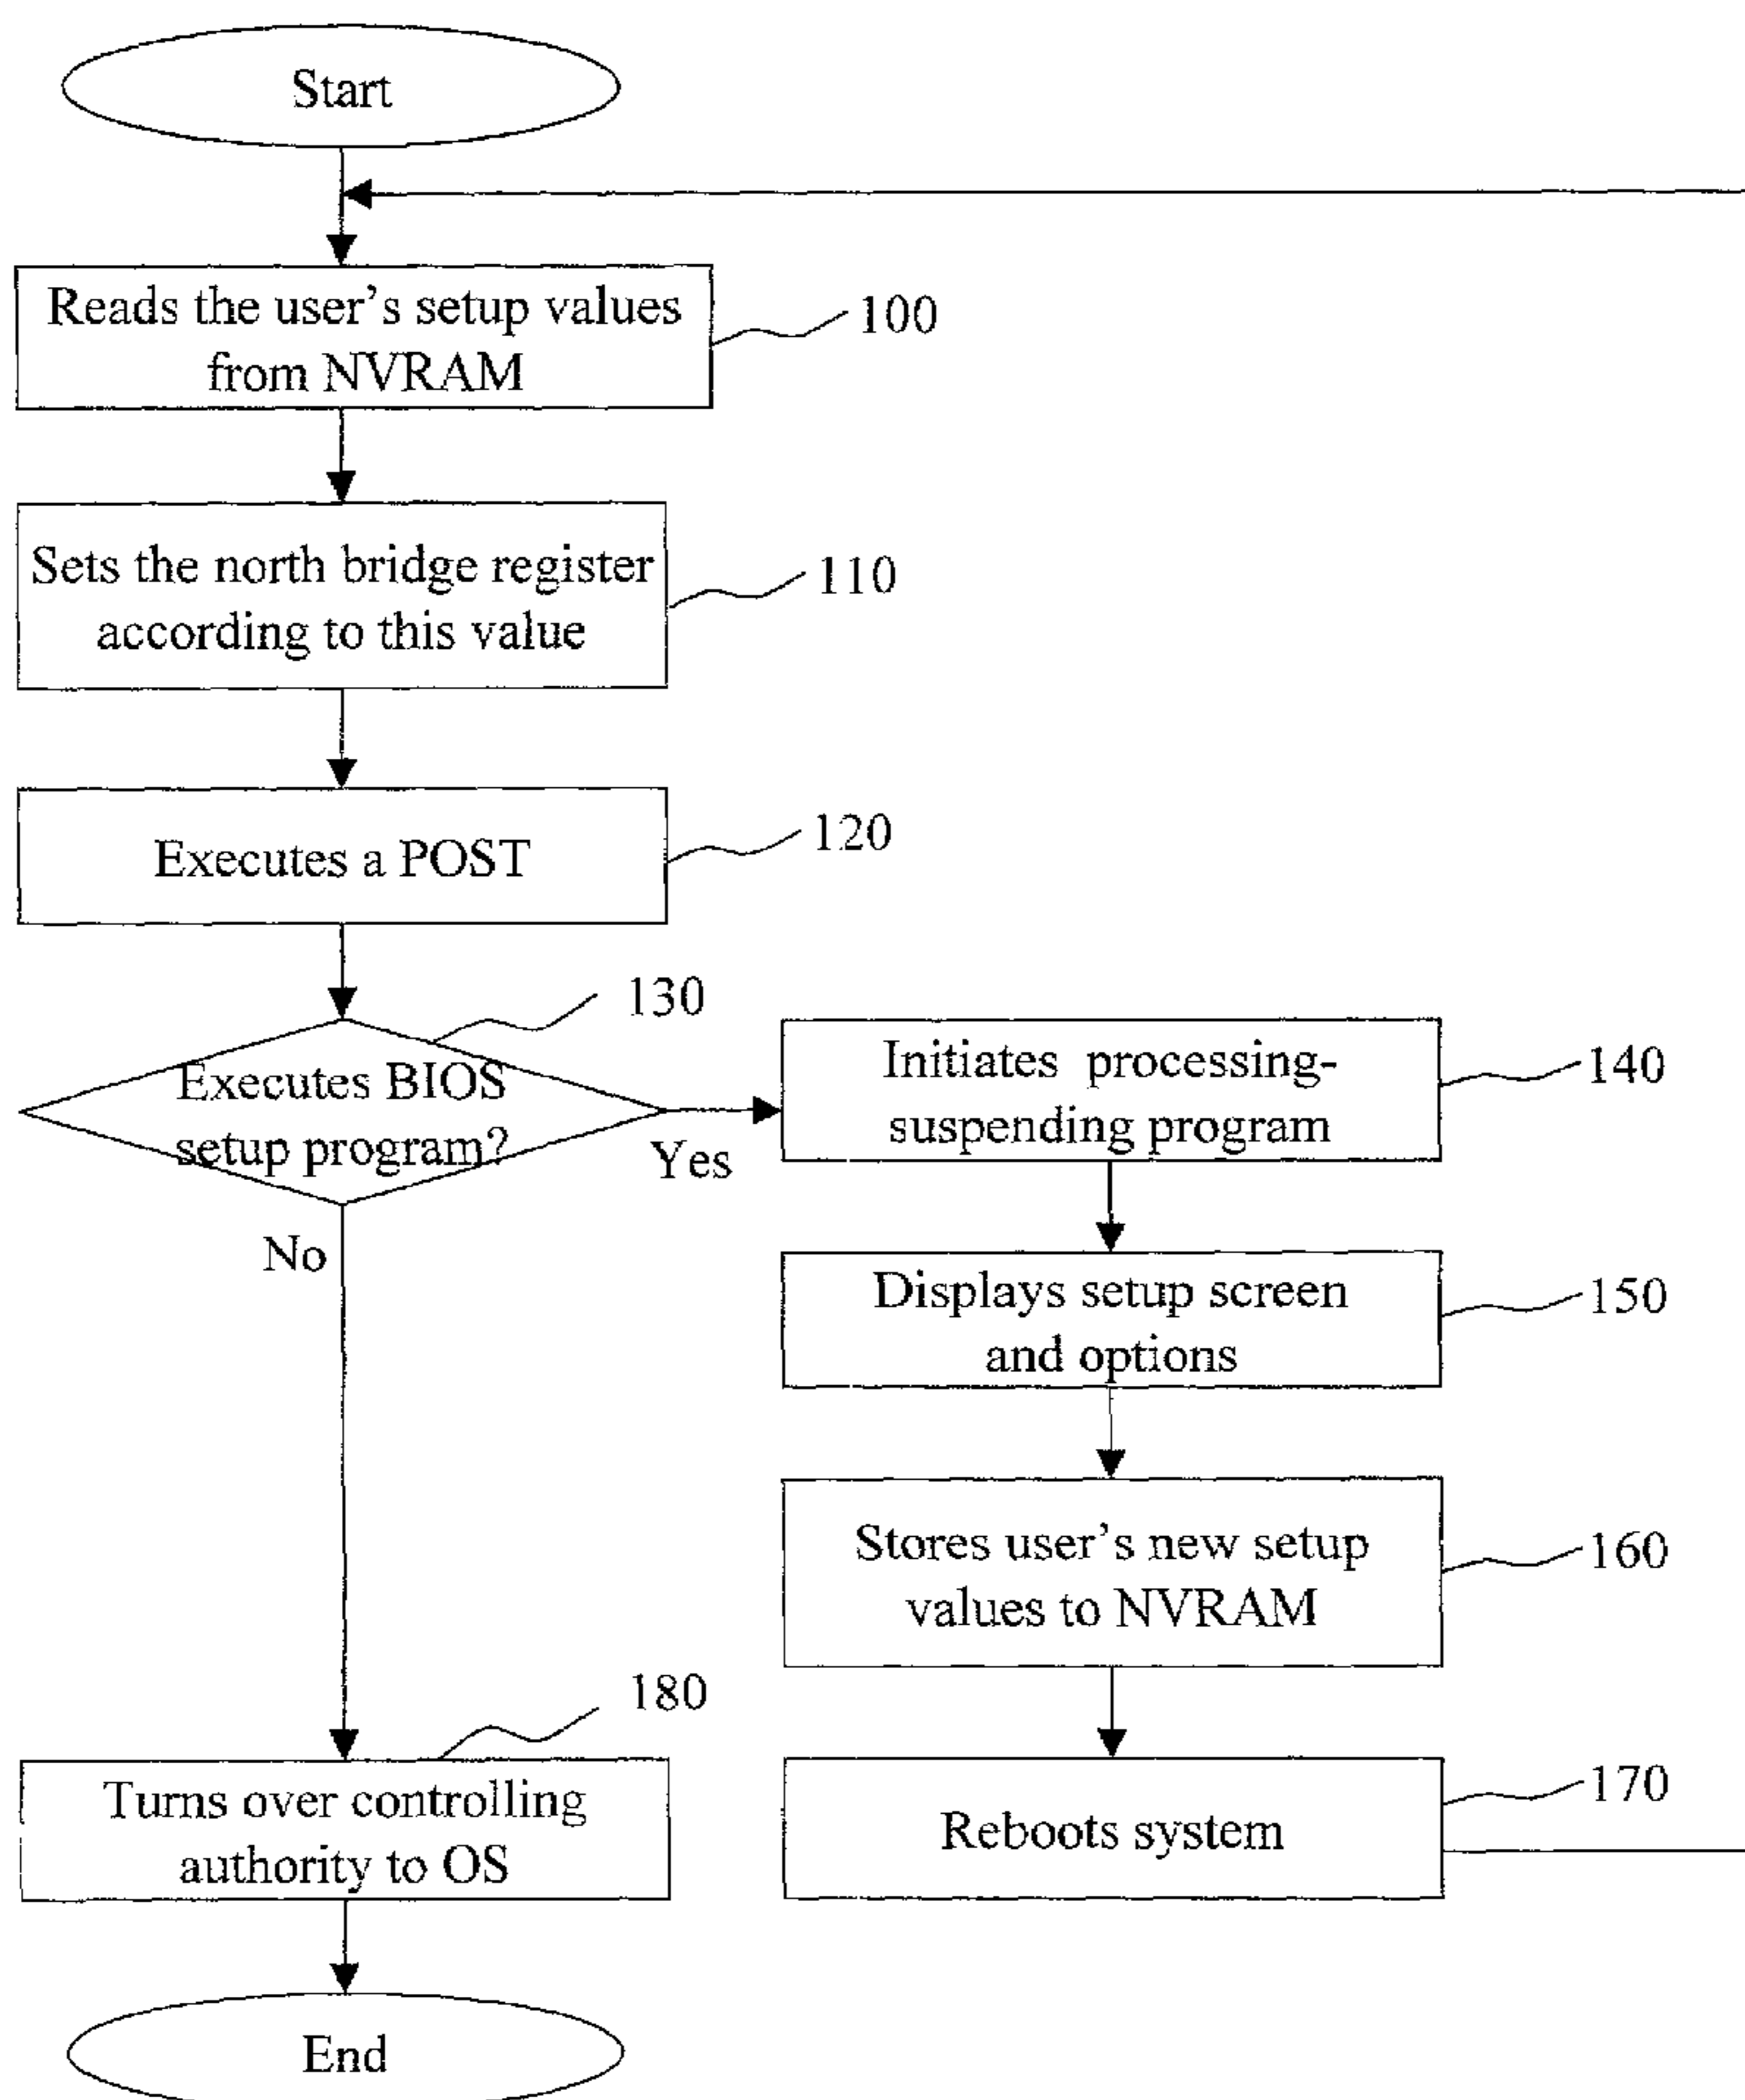 Start
Reads the user's setup values
from NVRAM
100
Sets the north bridge register
according to this value
110
Executes a POST
120
130
Executes BIOS
setup program?
Yes
No
Initiates processing-
suspending program
140
Displays setup screen
and options
150
Stores user's new setup
values to NVRAM
160
Reboots system
170
180
Turns over controlling
authority to OS
End